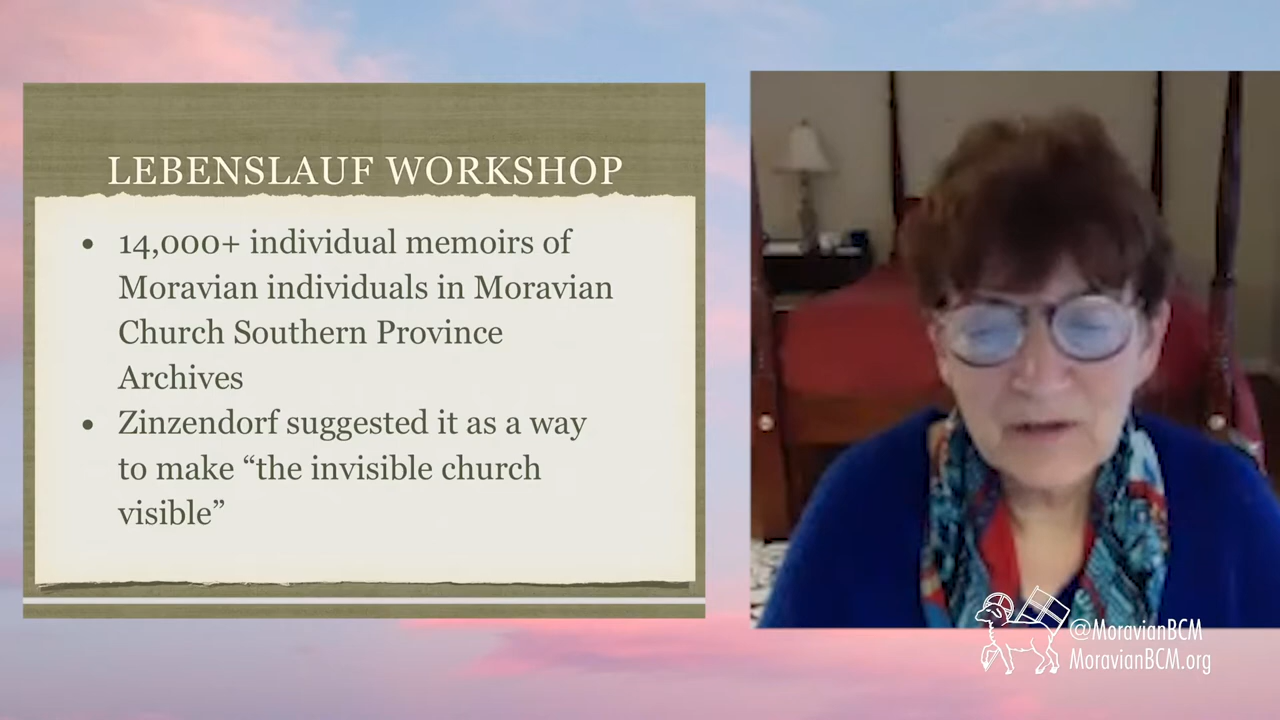 LEBENSLAUF WORKSHOP
• 14,000+ individual memoirs of
Moravian individuals in Moravian
Church Southern Province
Archives
• Zinzendorf suggested it as a way
to make “the invisible church
visible”
@MoravianBCM
MoravianBCM.org